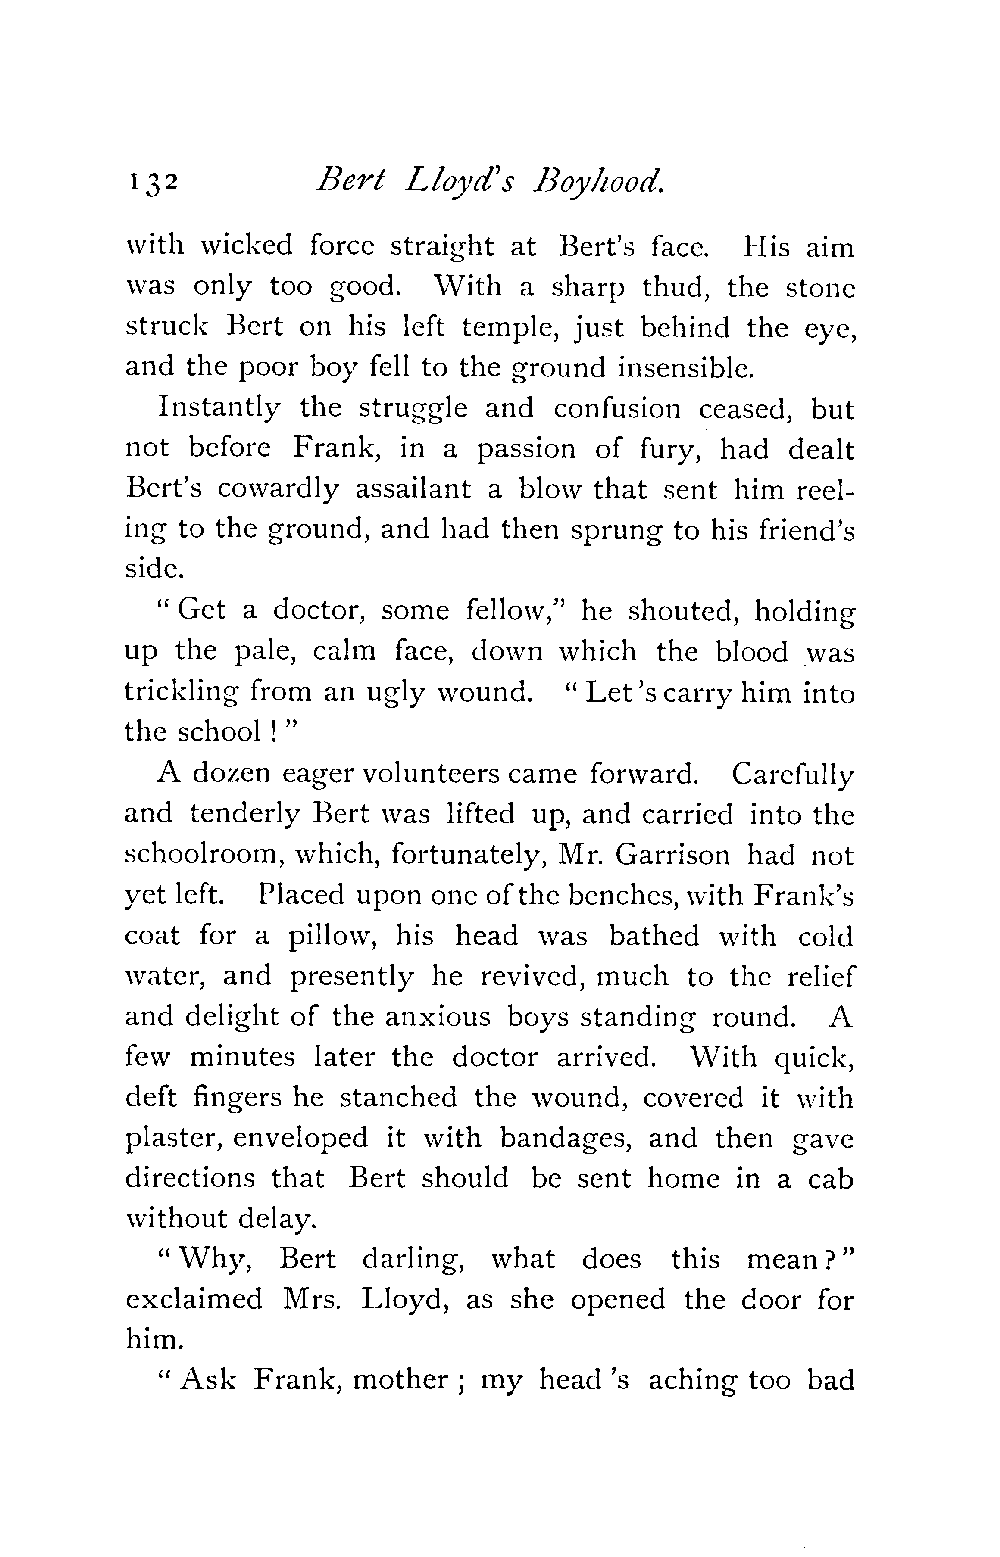 132 Bert Lloyd's Boyhood.
with wicked force straight at Bert's face. His aim
was only too good. With a sharp thud, the stone
struck Bert on his left temple, just behind the eye,
and the poor boy fell to the ground insensible.
Instantly the struggle and confusion ceased, but
not before Frank, in a passion of fury, had dealt
Bert's cowardly assailant a blow that sent him reel-
ing to the ground, and had then sprung to his friend's
side.
"Get a doctor, some fellow," he shouted, holding
up the pale, calm face, down which the blood was
trickling from an ugly wound. "Let's carry him into
the school!"
A dozen eager volunteers came forward. Carefully
and tenderly Bert was lifted up, and carried into the
schoolroom, which, fortunately, Mr. Garrison had not
yet left. Placed upon one of the benches, with Frank's
coat for a pillow, his head was bathed with cold
water, and presently he revived, much to the relief
and delight of the anxious boys standing round. A
few minutes later the doctor arrived. With quick,
deft fingers he stanched the wound, covered it with
plaster, enveloped it with bandages, and then gave
directions that Bert should be sent home in a cab
without delay.
"Why, Bert darling, what does this mean?"
exclaimed Mrs. Lloyd, as she opened the door for
him.
"Ask Frank, mother; my head's aching too bad